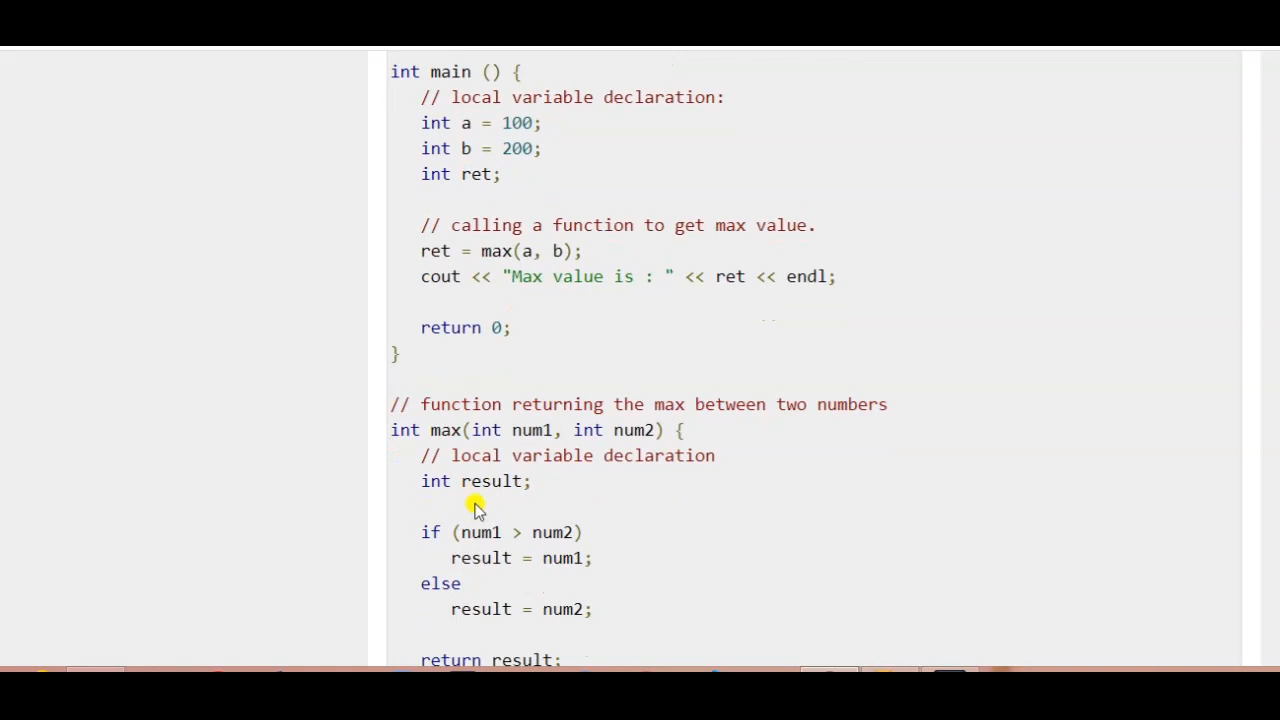 int main () {
// local variable declaration:
int a = 100;
int b = 200;
int ret;
// calling a function to get max value.
ret = max(a, b);
cout << "Max value is : " << ret << endl;
return 0;
}
// function returning the max between two numbers
int max(int num1, int num2) {
// local variable declaration
int result;
if (num1 > num2)
result = num1;
else
result = num2;
return result;